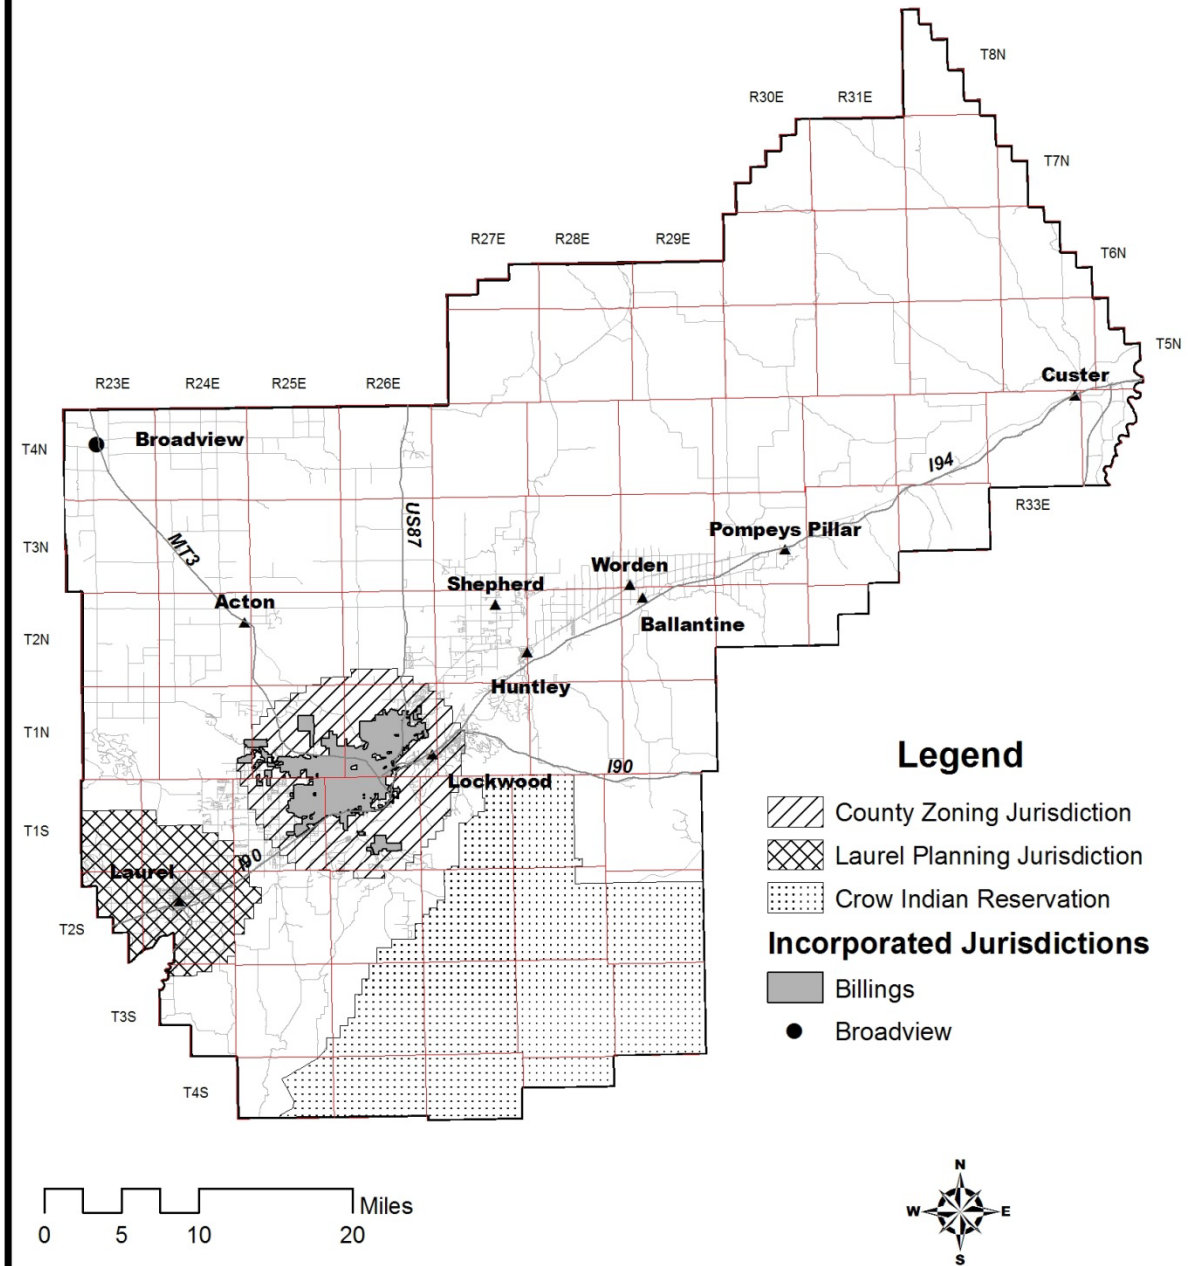 T8N
R30E
R31E
T7N
R27E
R28E
R29E
T6N
T5N
R23E
R24E
R25E
R26E
Custer
T4N
Broadview
I94
R33E
US87
Pompeys Pillar
T3N
MT3
Worden
Shepherd
Acton
Ballantine
T2N
Huntley
T1N
Legend
I90
Lockwood
County Zoning Jurisdiction
T1S
Laurel Planning Jurisdiction
I90
Laurel
Crow Indian Reservation
T2S
Incorporated Jurisdictions
Billings
T3S
Broadview
T4S
N
Miles
W E
0 5 10 20
S